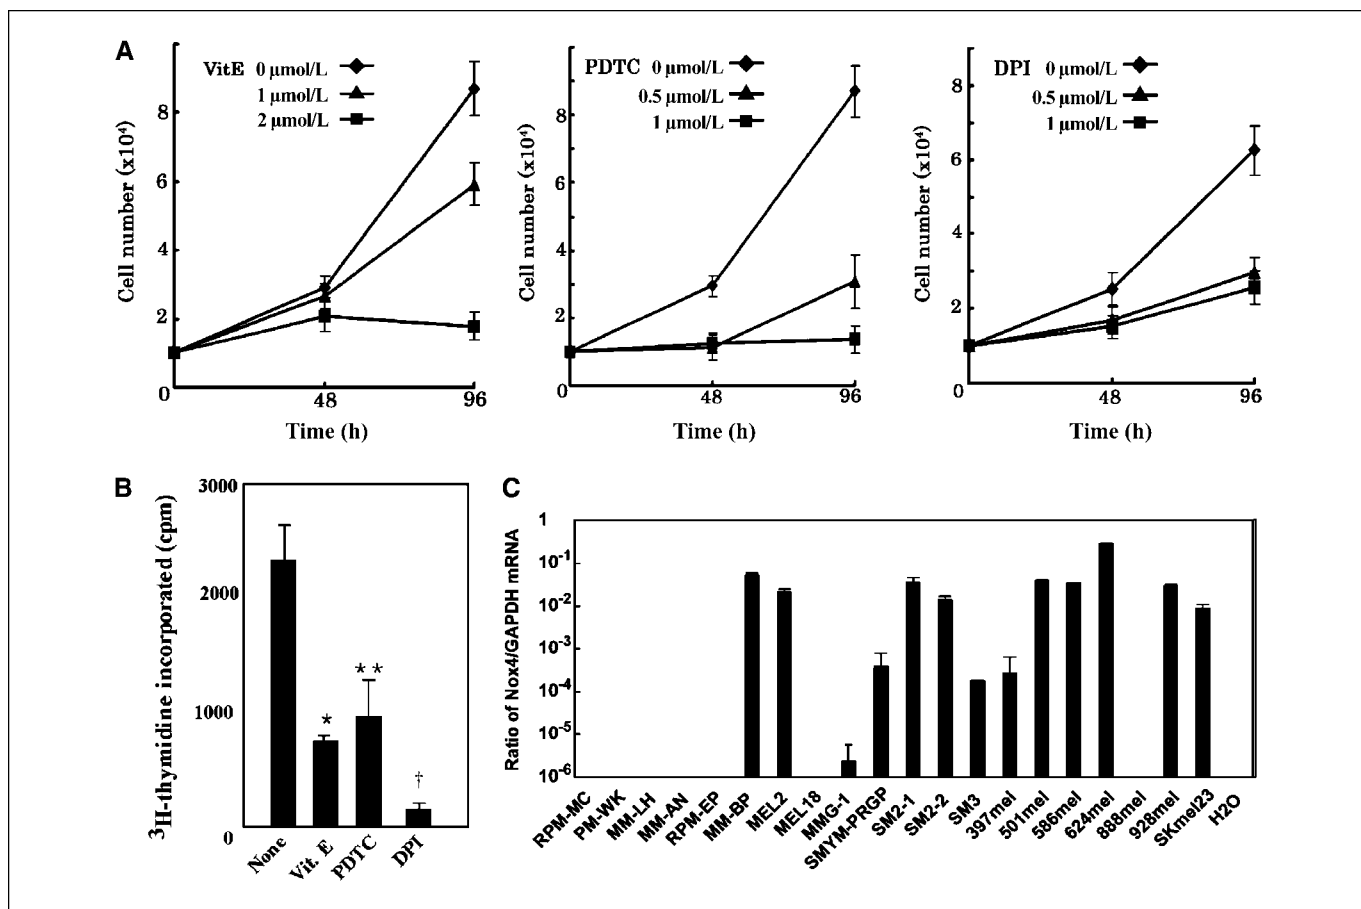 A
VitE 0 μmol/L
1 μmol/L
2 μmol/L
8
6
4
2
0
48
96
Cell number (x10⁴)
Time (h)
PDTC 0 μmol/L
0.5 μmol/L
1 μmol/L
8
6
4
2
0
48
96
Cell number (x10⁴)
Time (h)
DPI 0 μmol/L
0.5 μmol/L
1 μmol/L
8
6
4
2
0
48
96
Cell number (x10⁴)
Time (h)
B
³H-thymidine incorporated (cpm)
3000
2000
1000
0
*
**
†
None
Vit. E
PDTC
DPI
C
Ratio of Nox4/GAPDH mRNA
1
10⁻¹
10⁻²
10⁻³
10⁻⁴
10⁻⁵
10⁻⁶
RPM-MC
PM-WK
MM-LH
MM-AN
RPM-EP
MM-BP
MEL2
MEL18
MMG-1
SMYM-PRGP
SM2-1
SM2-2
SM3
397mel
501mel
586mel
624mel
888mel
928mel
SKmel23
H2O